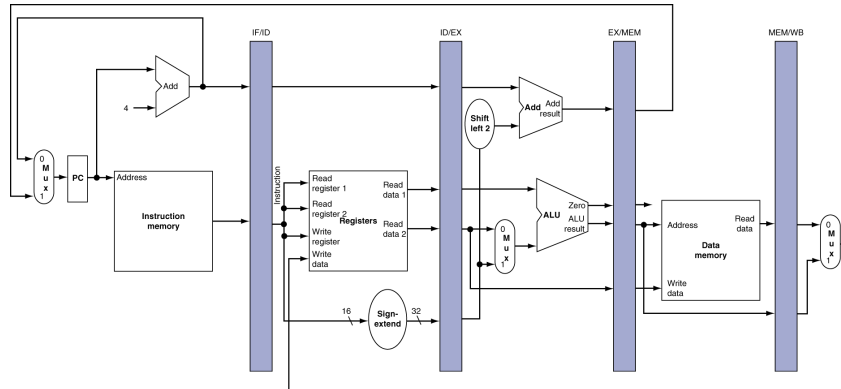 IF/ID
ID/EX
EX/MEM
MEM/WB
Add
4
Add
Add
result
Shift
left 2
0
M
u
x
1
PC
Address
Instruction
memory
Instruction
Read
register 1
Read
register 2
Write
register
Write
data
Registers
Read
data 1
Read
data 2
0
M
u
x
1
ALU
Zero
ALU
result
Address
Write
data
Read
data
Data
memory
0
M
u
x
1
16
Sign-
extend
32